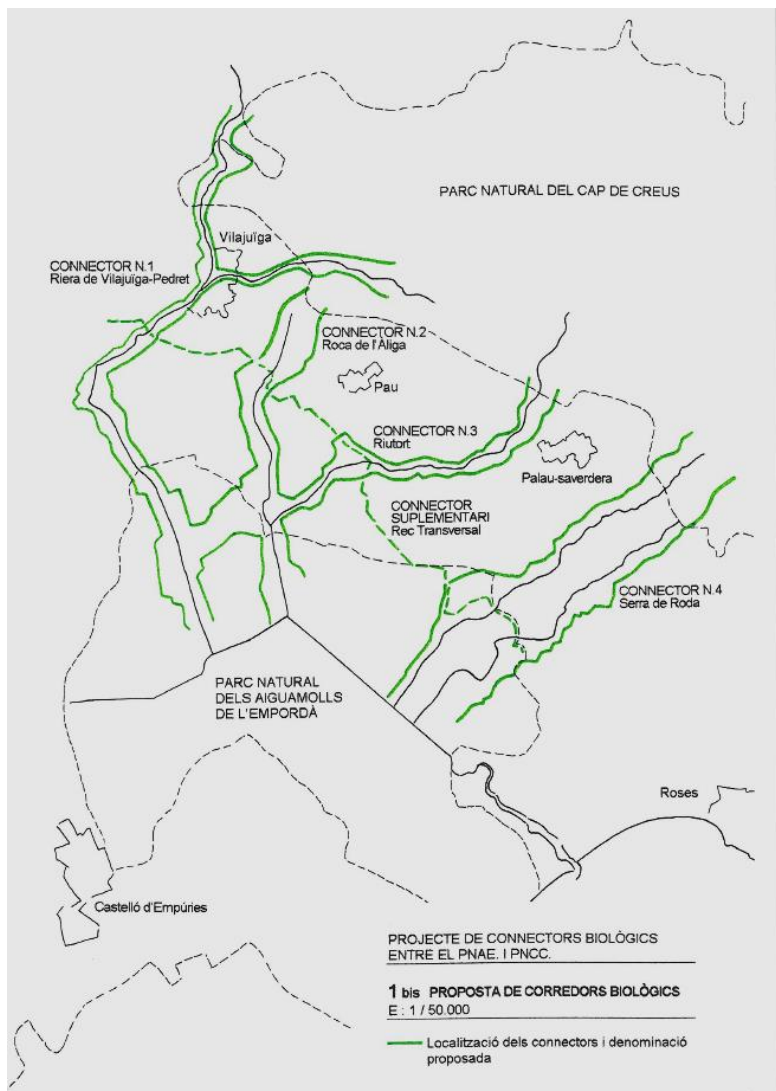 PARC NATURAL DEL CAP DE CREUS
Vilajuïga
CONNECTOR N.1
Riera de Vilajuïga-Pedret
CONNECTOR N.2
Roca de l'Àliga
Pau
CONNECTOR N.3
Riutort
Palau-saverdera
CONNECTOR
SUPLEMENTARI
Rec Transversal
CONNECTOR N.4
Serra de Roda
PARC NATURAL
DELS AIGUAMOLLS
DE L'EMPORDÀ
Roses
Castelló d'Empúries
PROJECTE DE CONNECTORS BIOLÒGICS
ENTRE EL PNAE. I PNCC.
1 bis PROPOSTA DE CORREDORS BIOLÒGICS
E : 1 / 50.000
Localització dels connectors i denominació
proposada